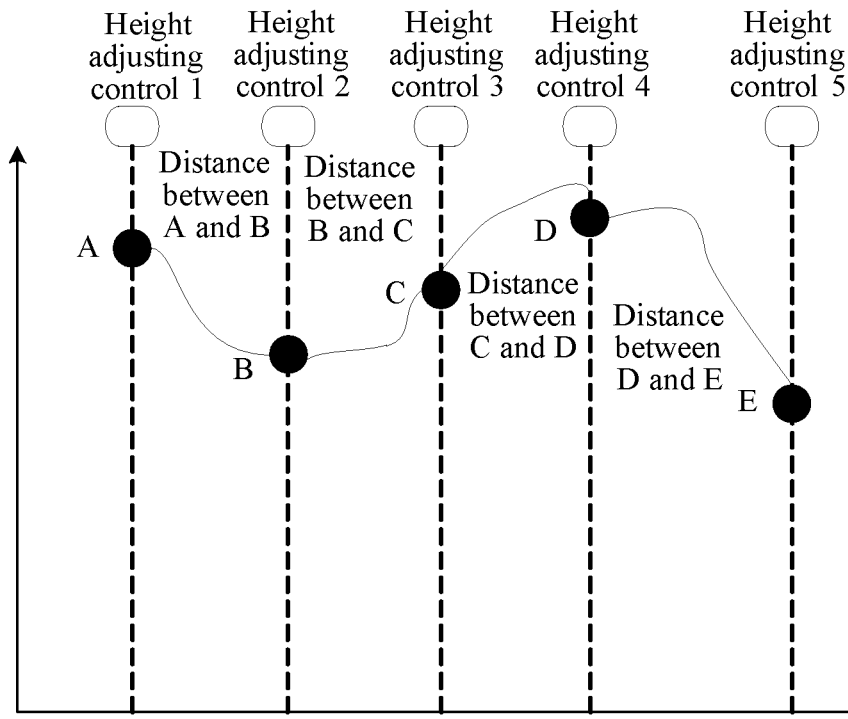 Height
adjusting
control 1
Height
adjusting
control 2
Height
adjusting
control 3
Height
adjusting
control 4
Height
adjusting
control 5
Distance
between
A and B
Distance
between
B and C
A
B
C
D
Distance
between
C and D
Distance
between
D and E
E